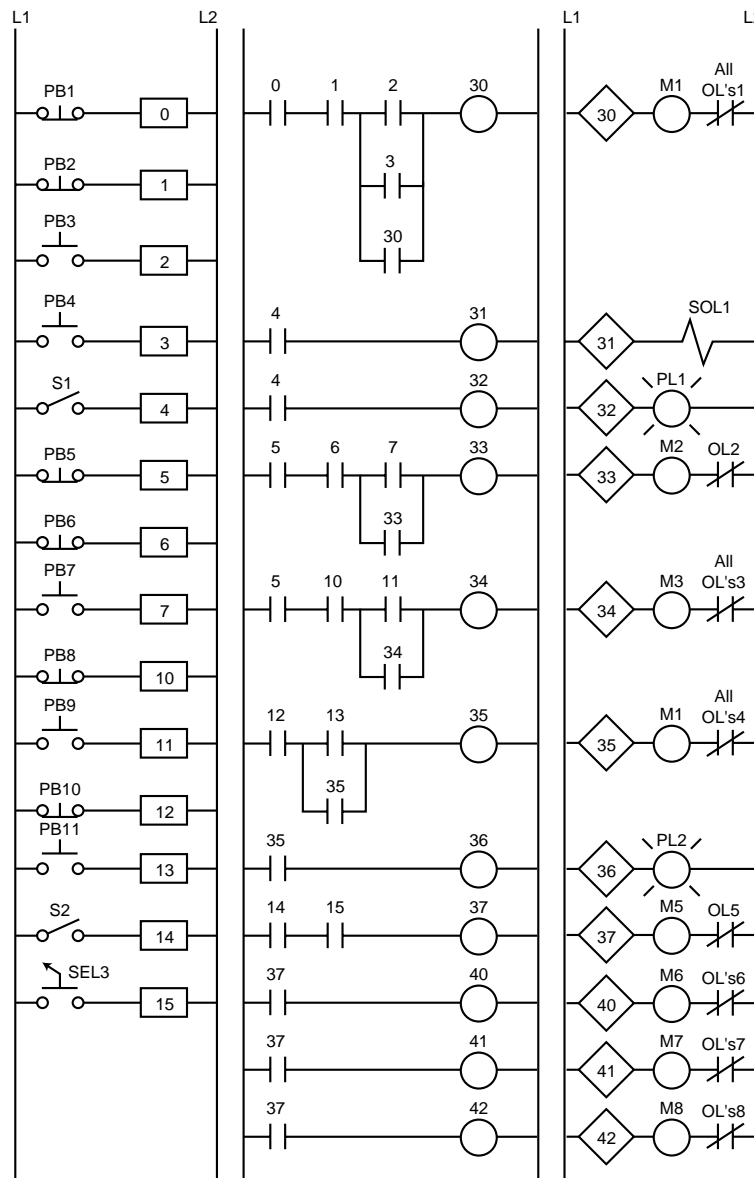 L1 L2 L1
PB1 0 0 1 2 30 30 M1 All
OL's1
PB2 1 3
PB3 2 30
PB4 3 4 31 31 SOL1
S1 4 4 32 32 PL1
PB5 5 5 6 7 33 33 M2 OL2
PB6 6 33
PB7 7 5 10 11 34 34 M3 All
OL's3
PB8 10 34
PB9 11 12 13 35 35 M1 All
OL's4
PB10 12 35
PB11 13 35 36 36 PL2
S2 14 14 15 37 37 M5 OL5
SEL3 15 37 40 40 M6 OL's6
37 41 41 M7 OL's7
37 42 42 M8 OL's8